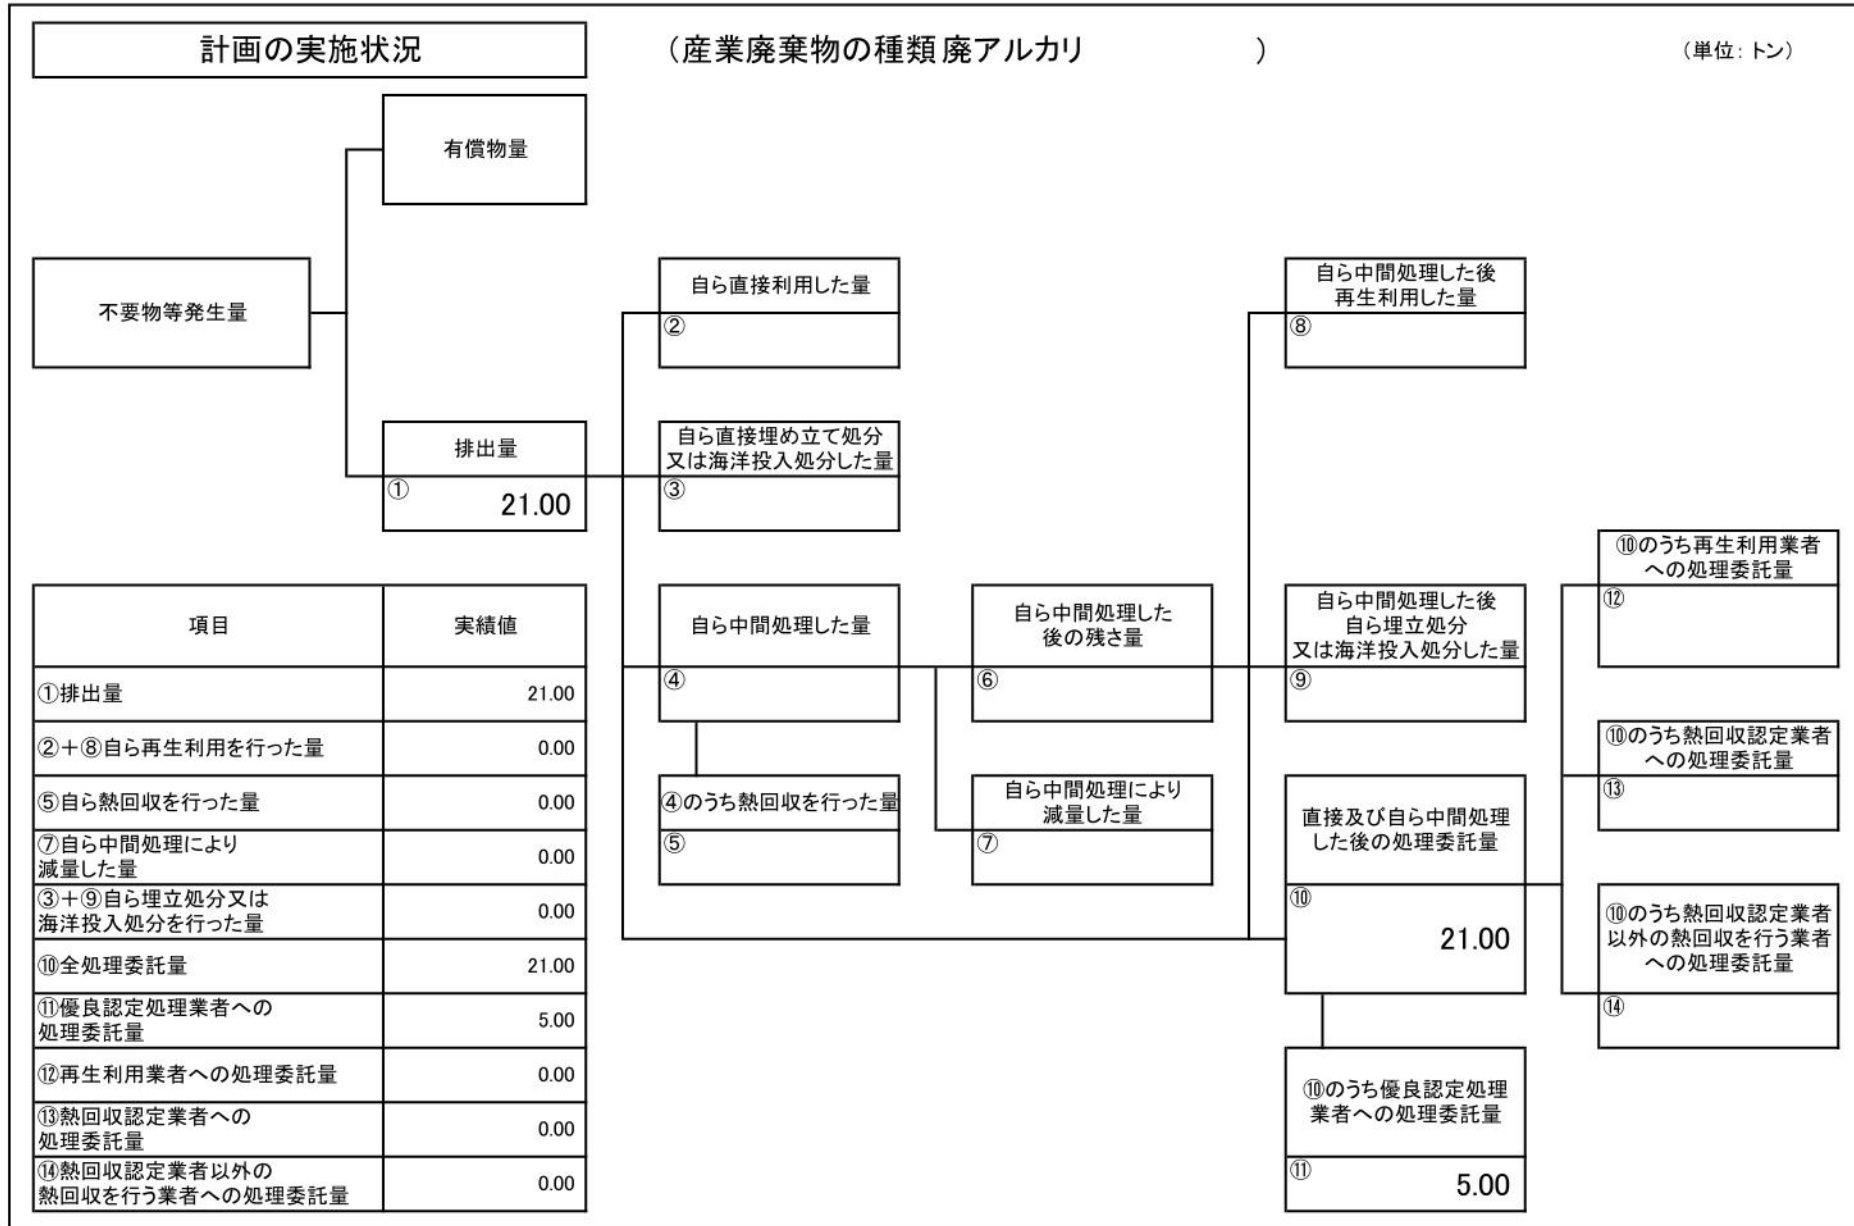 計画の実施状況
(産業廃棄物の種類 廃アルカリ )
(単位: トン)
有償物量
不要物等発生量
自ら直接利用した量
②
自ら中間処理した後
再生利用した量
⑧
排出量
① 21.00
自ら直接埋め立て処分
又は海洋投入処分した量
③
自ら中間処理した量
④
自ら中間処理した
後の残さ量
⑥
自ら中間処理した後
自ら埋立処分
又は海洋投入処分した量
⑨
⑩のうち再生利用業者
への処理委託量
⑫
④のうち熱回収を行った量
⑤
自ら中間処理により
減量した量
⑦
直接及び自ら中間処理
した後の処理委託量
⑩
21.00
⑩のうち熱回収認定業者
への処理委託量
⑬
⑩のうち熱回収認定業者
以外の熱回収を行う業者
への処理委託量
⑭
⑩のうち優良認定処理
業者への処理委託量
⑪ 5.00
項目 実績値
①排出量 21.00
②+⑧自ら再生利用を行った量 0.00
⑤自ら熱回収を行った量 0.00
⑦自ら中間処理により
減量した量 0.00
③+⑨自ら埋立処分又は
海洋投入処分を行った量 0.00
⑩全処理委託量 21.00
⑪優良認定処理業者への
処理委託量 5.00
⑫再生利用業者への処理委託量 0.00
⑬熱回収認定業者への
処理委託量 0.00
⑭熱回収認定業者以外の
熱回収を行う業者への処理委託量 0.00